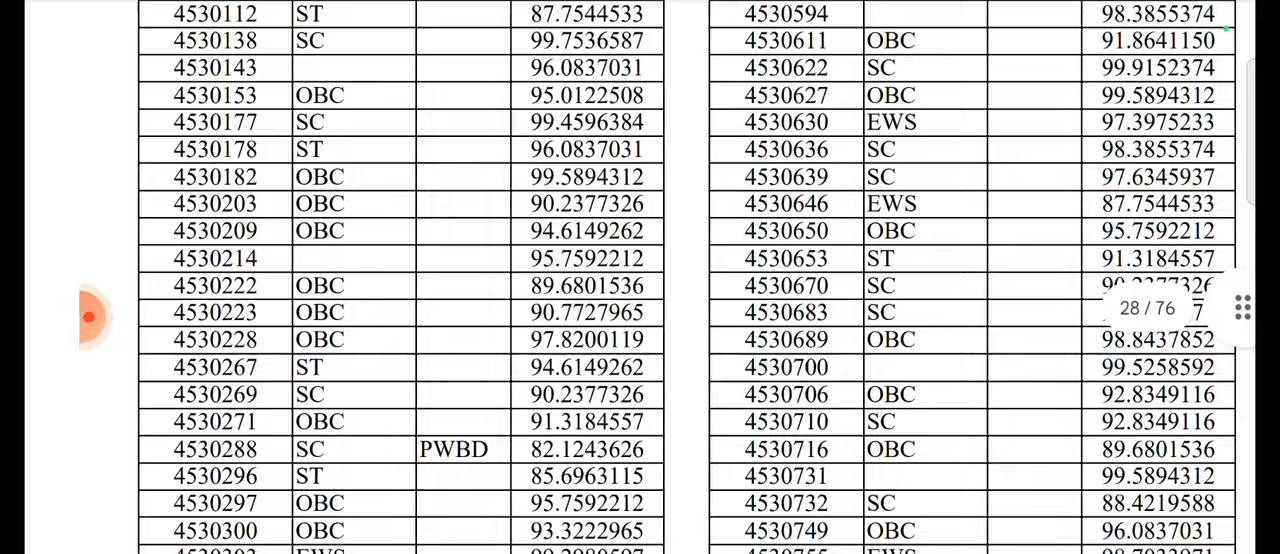 4530112 ST 87.7544533
4530138 SC 99.7536587
4530143 96.0837031
4530153 OBC 95.0122508
4530177 SC 99.4596384
4530178 ST 96.0837031
4530182 OBC 99.5894312
4530203 OBC 90.2377326
4530209 OBC 94.6149262
4530214 95.7592212
4530222 OBC 89.6801536
4530223 OBC 90.7727965
4530228 OBC 97.8200119
4530267 ST 94.6149262
4530269 SC 90.2377326
4530271 OBC 91.3184557
4530288 SC PWBD 82.1243626
4530296 ST 85.6963115
4530297 OBC 95.7592212
4530300 OBC 93.3222965
4530594 98.3855374
4530611 OBC 91.8641150
4530622 SC 99.9152374
4530627 OBC 99.5894312
4530630 EWS 97.3975233
4530636 SC 98.3855374
4530639 SC 97.6345937
4530646 EWS 87.7544533
4530650 OBC 95.7592212
4530653 ST 91.3184557
4530670 SC
4530683 SC
28 / 76
4530689 OBC 98.8437852
4530700 99.5258592
4530706 OBC 92.8349116
4530710 SC 92.8349116
4530716 OBC 89.6801536
4530731 99.5894312
4530732 SC 88.4219588
4530749 OBC 96.0837031